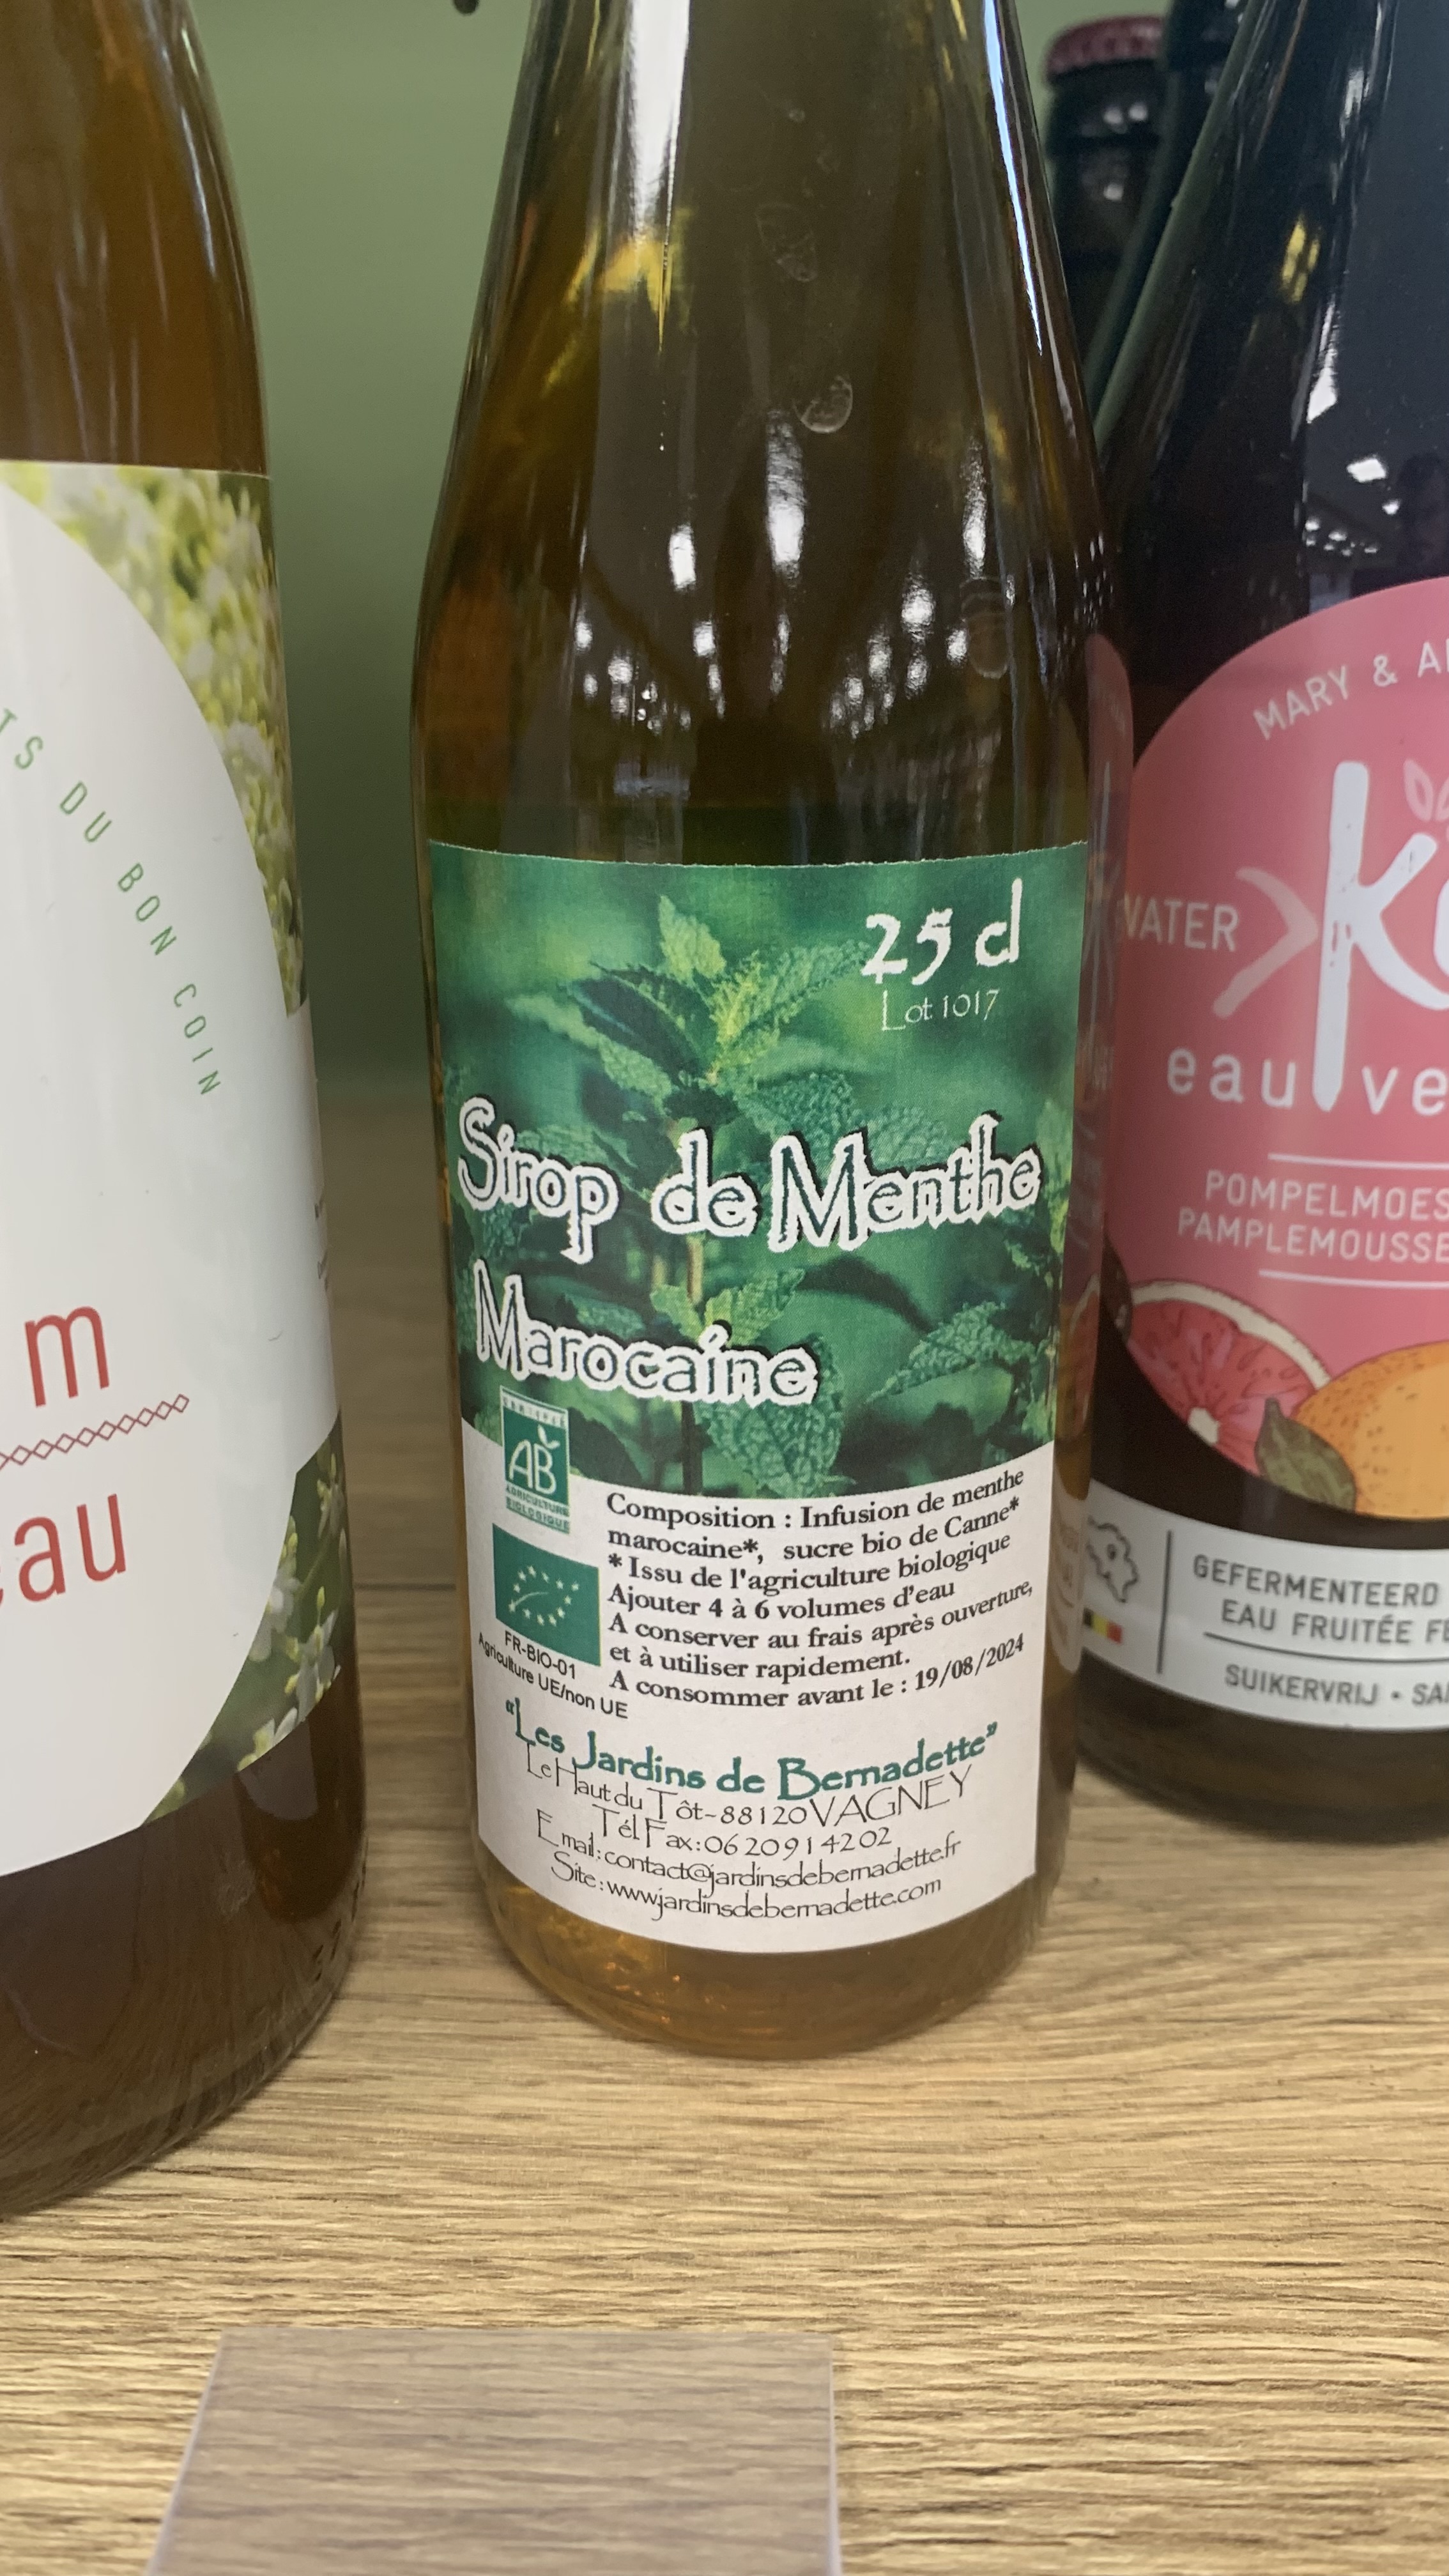 DU BON COIN
m
eau
25 cl
Lot 1017
Sirop de Menthe
Marocaine
CERTIFIÉ
AB
AGRICULTURE
BIOLOGIQUE
Composition : Infusion de menthe
marocaine*, sucre bio de Canne*
* Issu de l'agriculture biologique
Ajouter 4 à 6 volumes d'eau
A conserver au frais après ouverture,
et à utiliser rapidement.
A consommer avant le : 19/08/2024
FR-BIO-01
Agriculture UE/non UE
"Les Jardins de Bernadette"
Le Haut du Tôt-88120 VAGNEY
Tél Fax : 06 20 91 42 02
Email : contact@jardinsdebernadette.fr
Site : www.jardinsdebernadette.com
MARY &
WATER
eau
POMPELMOES
PAMPLEMOUSSE
GEFERMENTEERD
EAU FRUITÉE
SUIKERVRIJ •